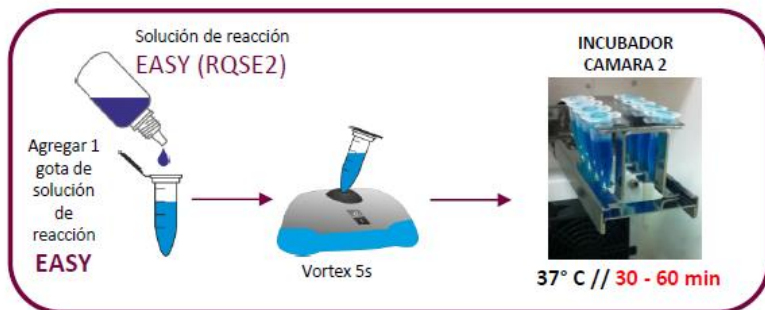 Solución de reacción
EASY (RQSE2)
Agregar 1
gota de
solución
de
reacción
EASY
Vortex 5s
INCUBADOR
CAMARA 2
37° C // 30 - 60 min